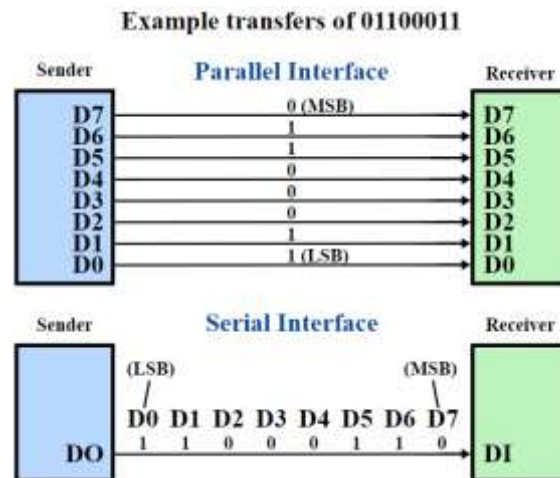 Example transfers of 01100011
Sender Parallel Interface Receiver
D7 0 (MSB) D7
D6 1 D6
D5 1 D5
D4 0 D4
D3 0 D3
D2 0 D2
D1 1 D1
D0 1 (LSB) D0
Sender Serial Interface Receiver
(LSB) (MSB)
D0 D1 D2 D3 D4 D5 D6 D7
DO 1 1 0 0 0 1 1 0 DI